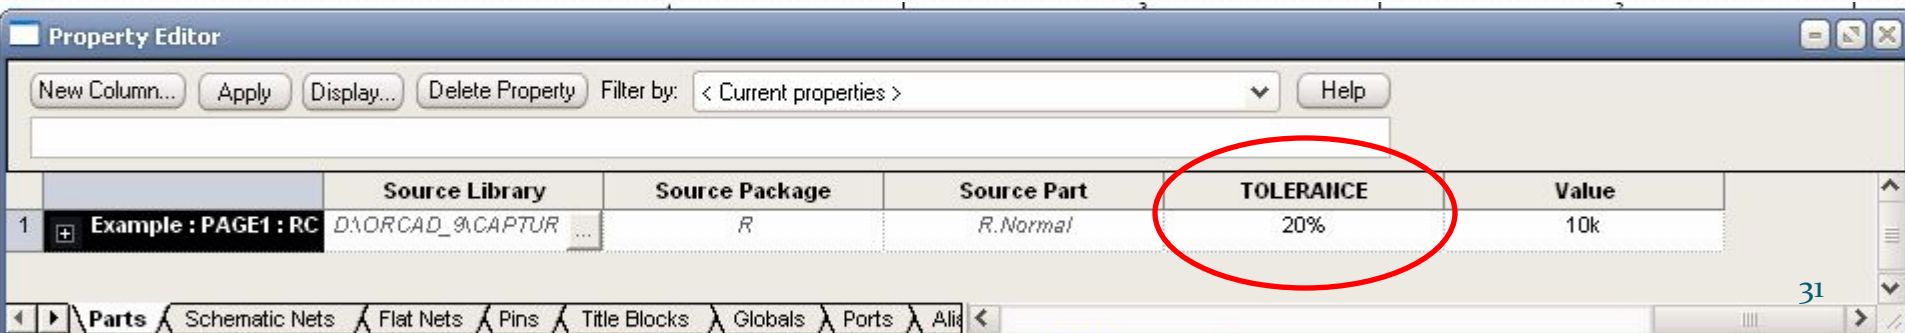 Property Editor
New Column... Apply Display... Delete Property Filter by: < Current properties > Help
Source Library Source Package Source Part TOLERANCE Value
1 Example : PAGE1 : RC D:\ORCAD_9\CAPTUR ... R R.Normal 20% 10k
31
Parts Schematic Nets Flat Nets Pins Title Blocks Globals Ports Alia